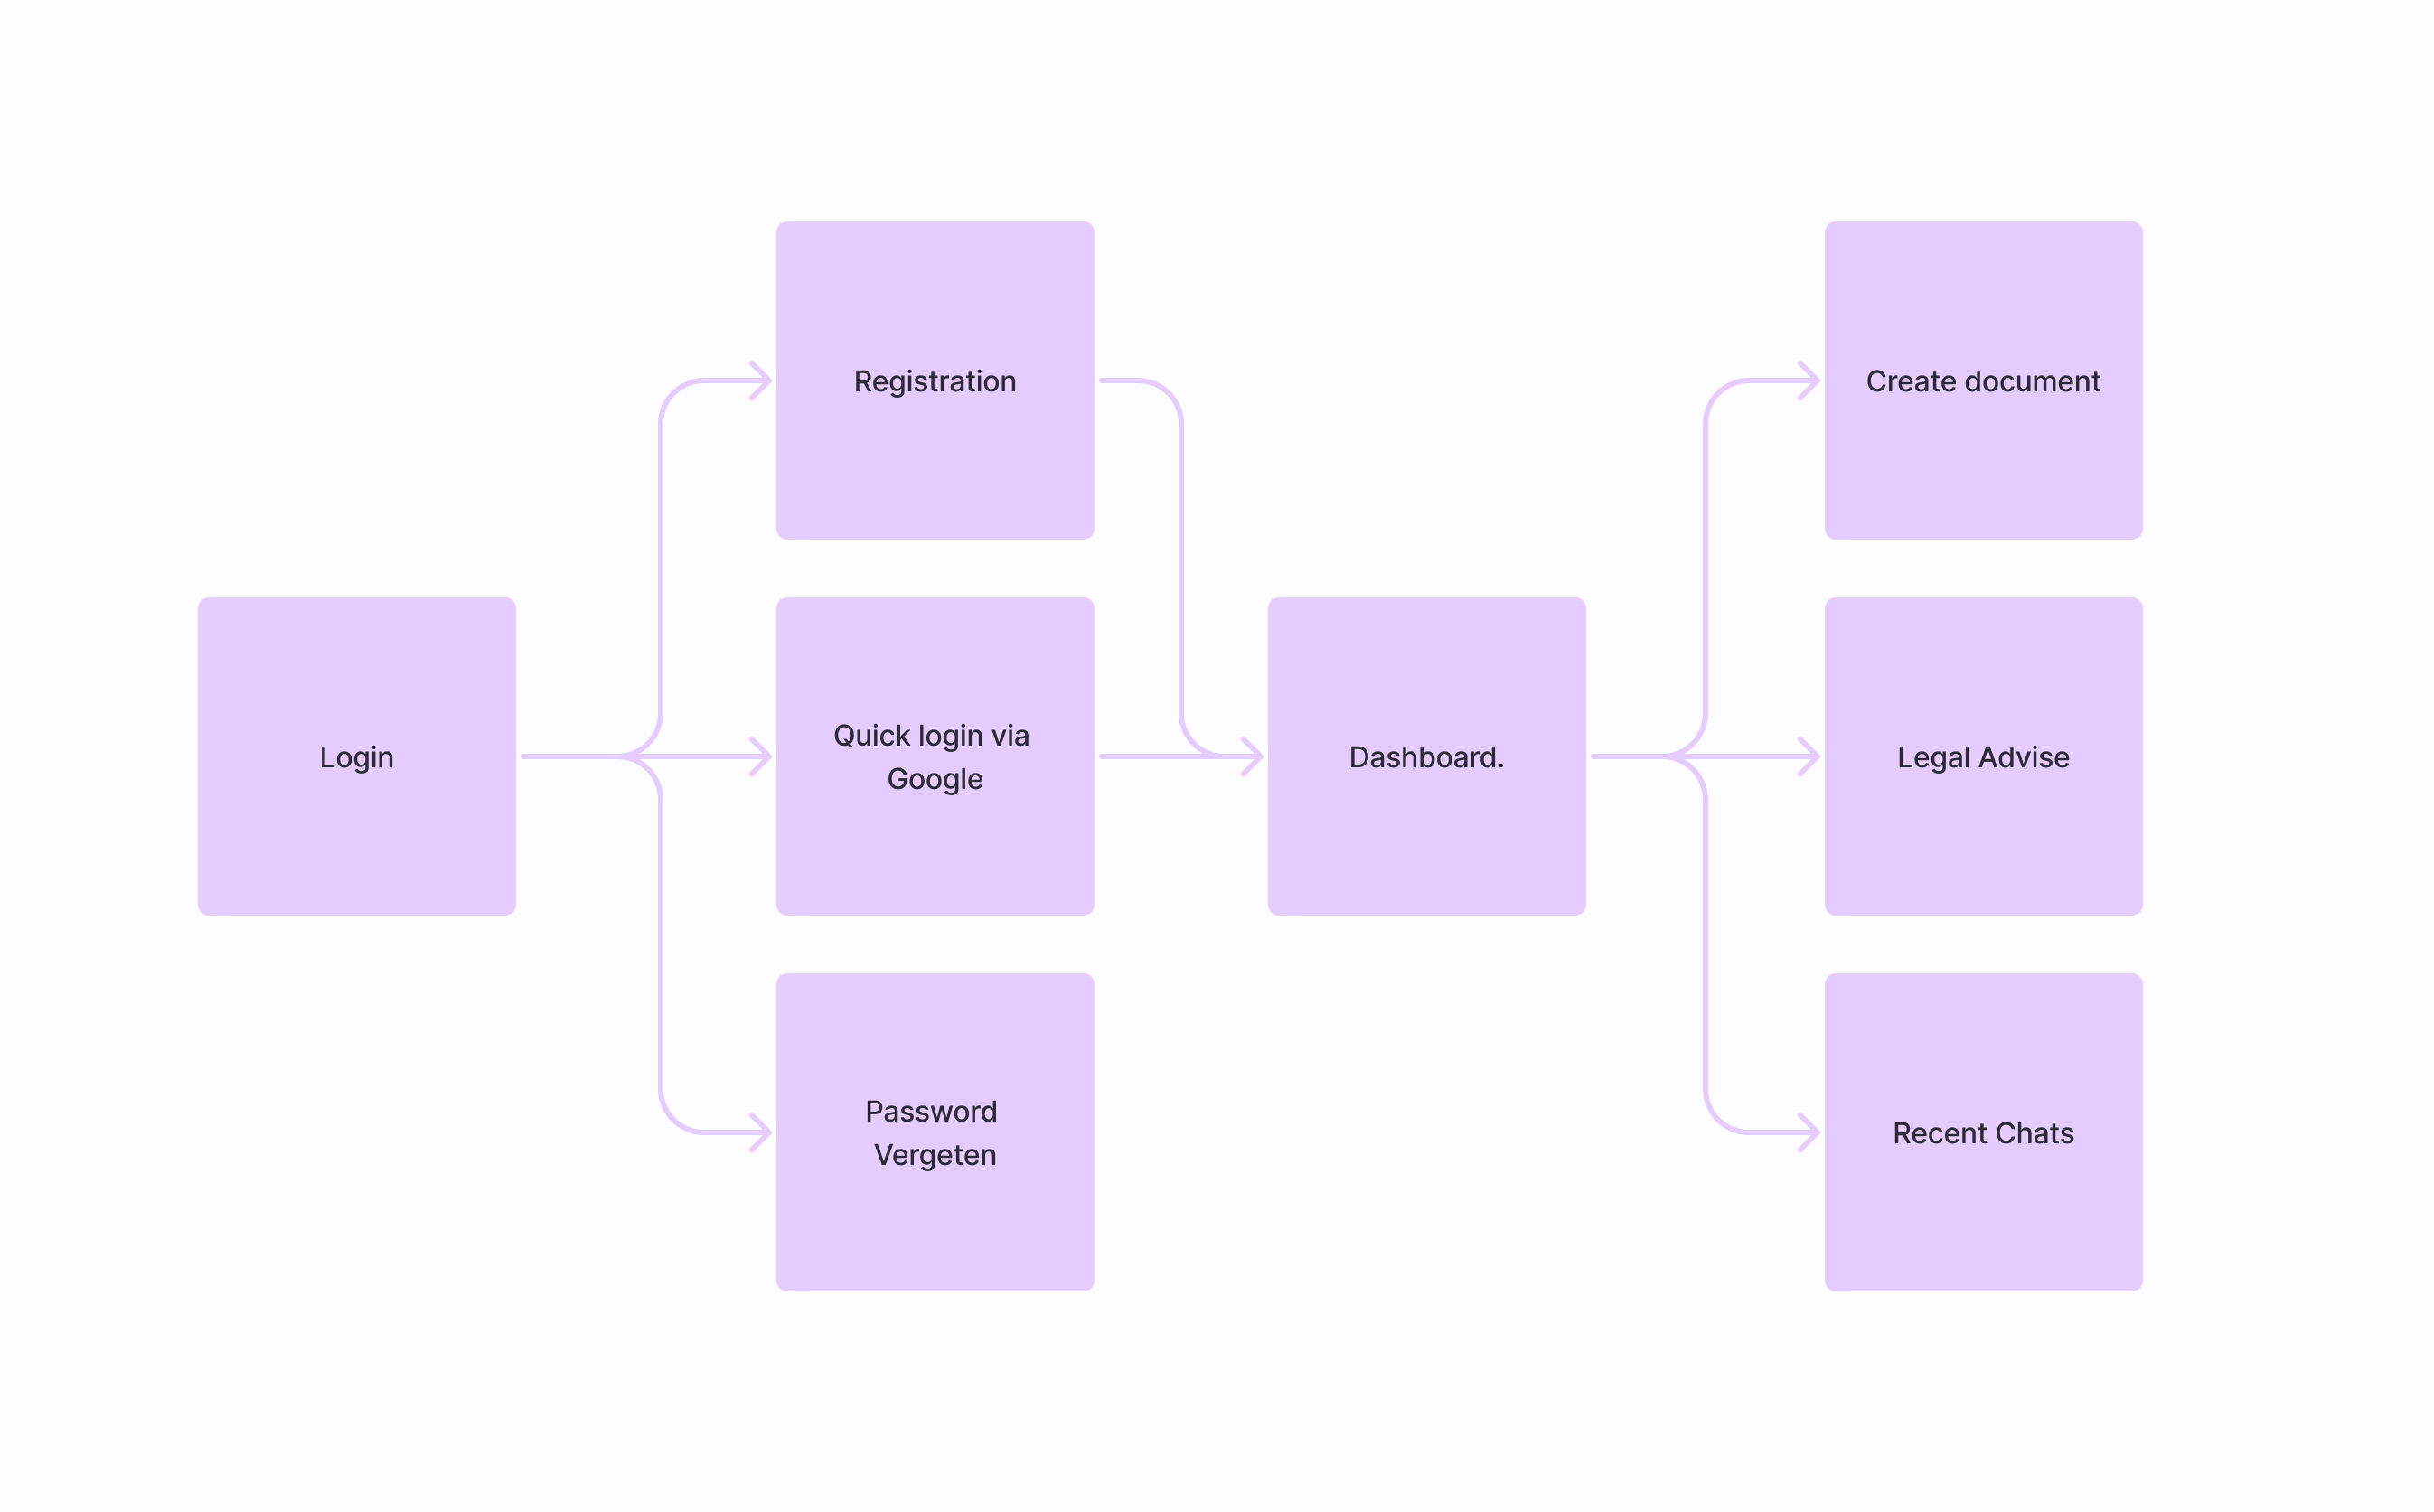 Login
Registration
Quick login via
Google
Password
Vergeten
Dashboard.
Create document
Legal Advise
Recent Chats